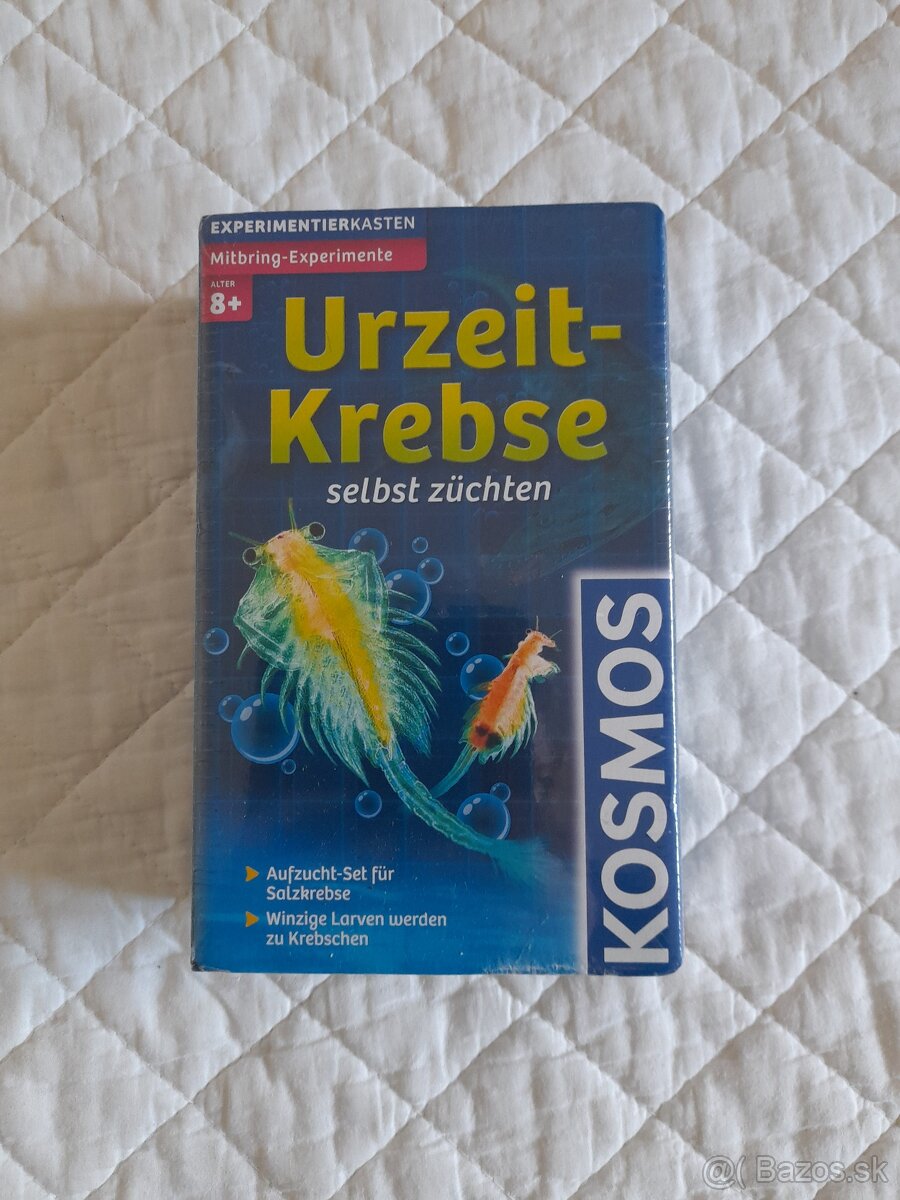 EXPERIMENTIERKASTEN
Mitbring-Experimente
ALTER
8+
Urzeit-
Krebse
selbst züchten
KOSMOS
Aufzucht-Set für
Salzkrebse
Winzige Larven werden
zu Krebschen
@( Bazos.sk